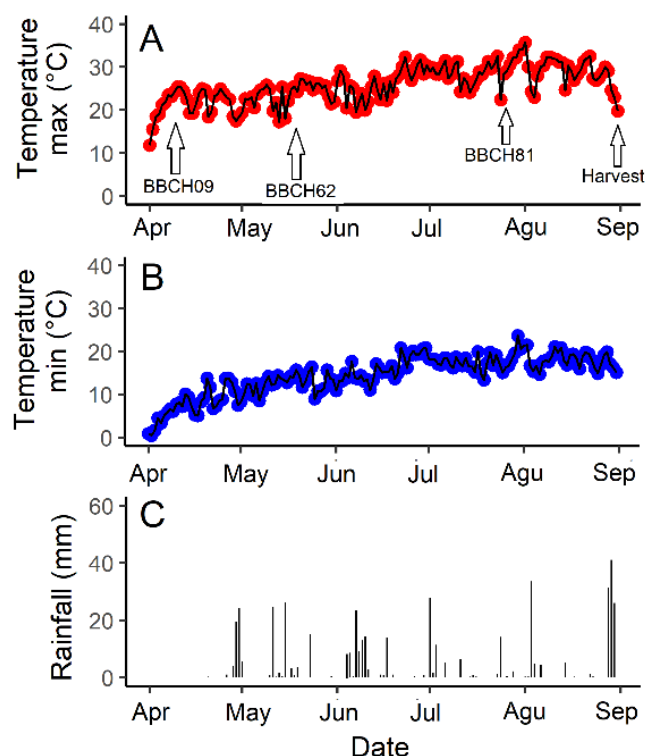 A
Temperature
max (°C)
40
30
20
10
0
BBCH09
BBCH62
BBCH81
Harvest
Apr May Jun Jul Agu Sep
B
Temperature
min (°C)
40
30
20
10
0
Apr May Jun Jul Agu Sep
C
Rainfall (mm)
60
40
20
0
Apr May Jun Jul Agu Sep
Date